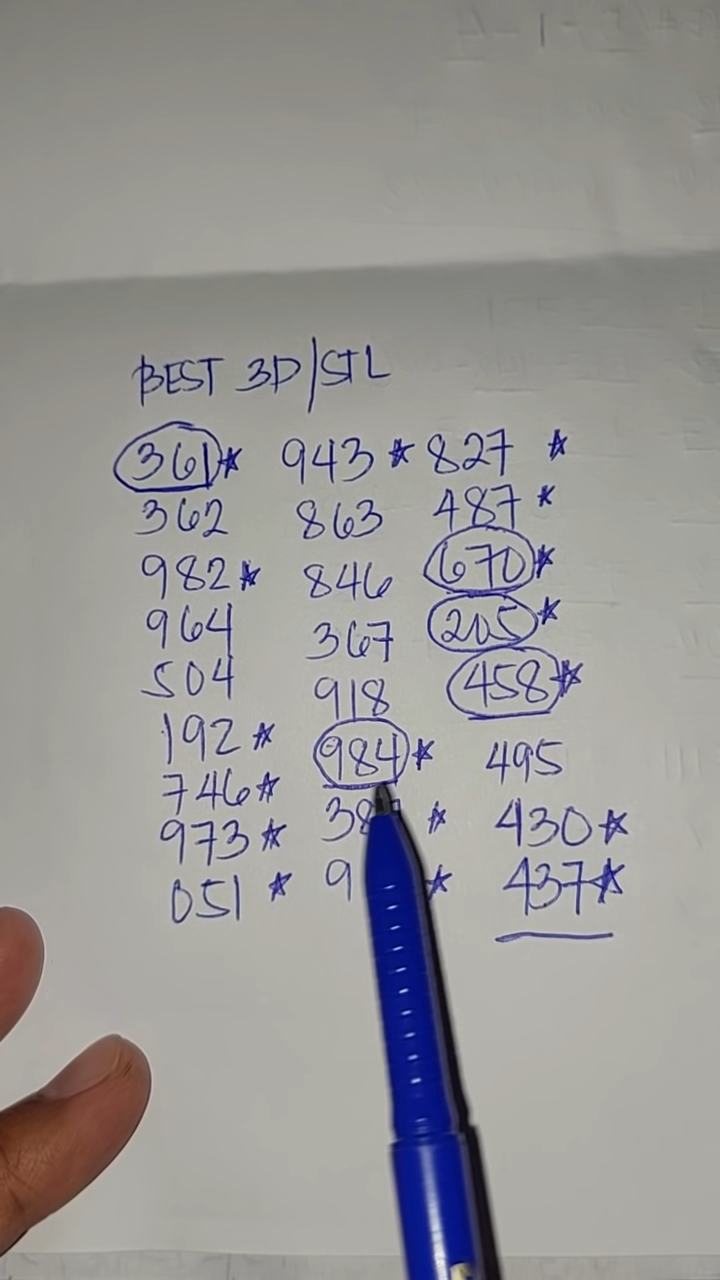 BEST 3D/STL
361★ 943★ 827 ★
362 863 487★
982★ 846 670★
964 367 205★
504 918 458★
192★ 984★ 495
746★ ★ 430★
973★ ★ 437★
051★